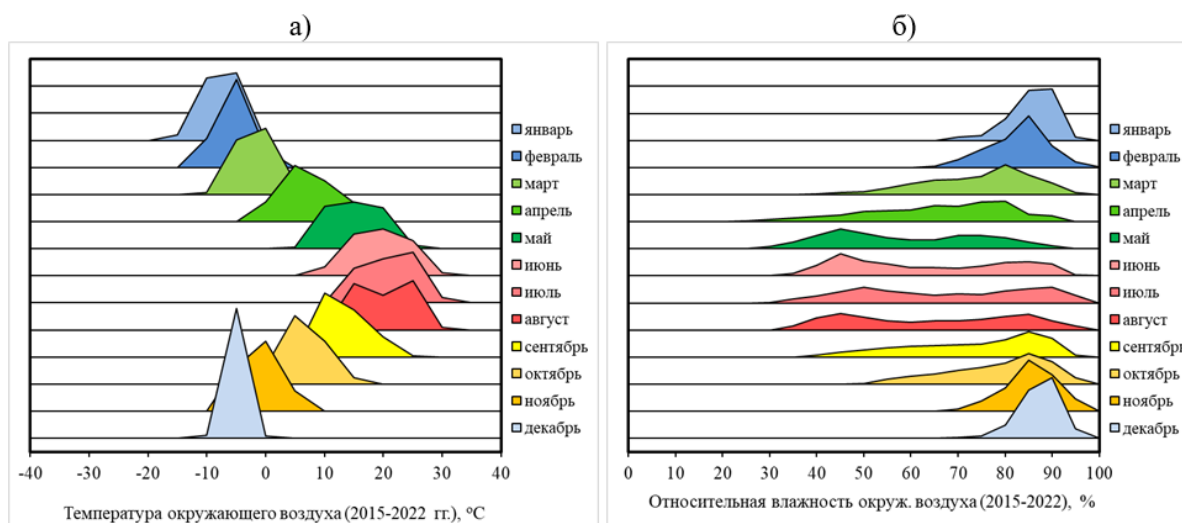 а)
январь
февраль
март
апрель
май
июнь
июль
август
сентябрь
октябрь
ноябрь
декабрь
-40 -30 -20 -10 0 10 20 30 40
Температура окружающего воздуха (2015-2022 гг.), °С
б)
январь
февраль
март
апрель
май
июнь
июль
август
сентябрь
октябрь
ноябрь
декабрь
0 10 20 30 40 50 60 70 80 90 100
Относительная влажность окруж. воздуха (2015-2022), %